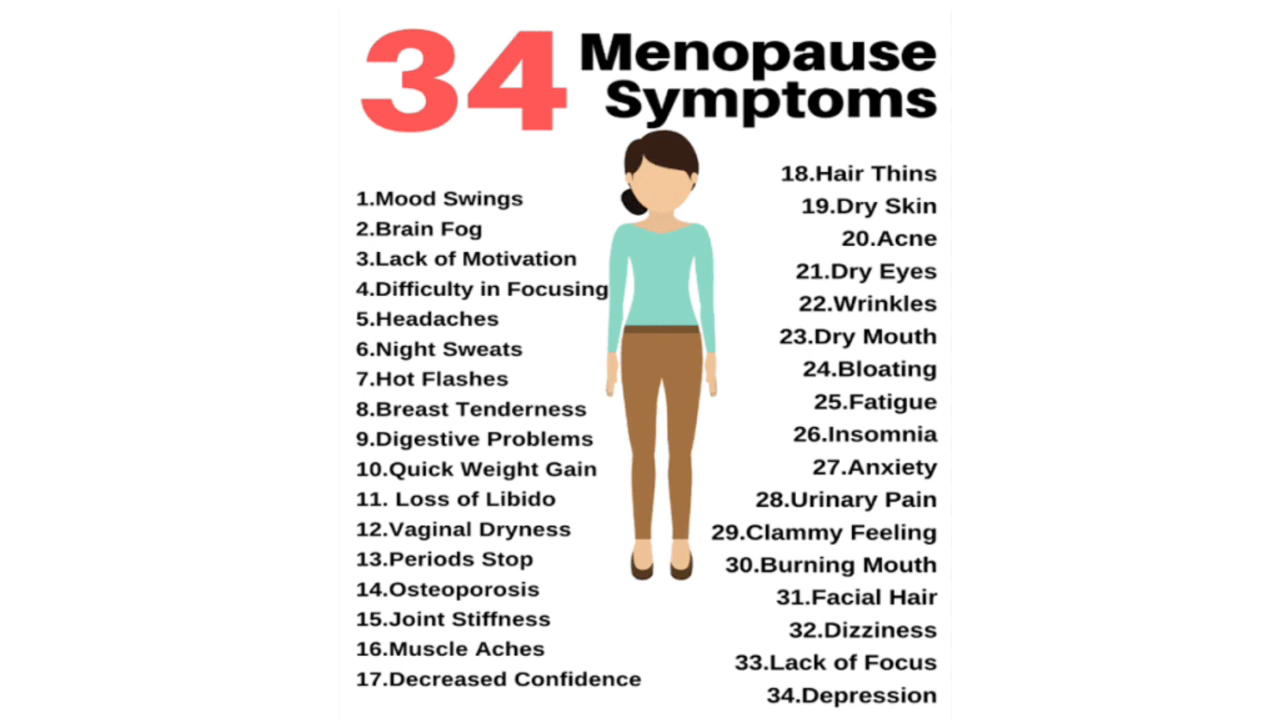 34 Menopause
Symptoms
1.Mood Swings
2.Brain Fog
3.Lack of Motivation
4.Difficulty in Focusing
5.Headaches
6.Night Sweats
7.Hot Flashes
8.Breast Tenderness
9.Digestive Problems
10.Quick Weight Gain
11. Loss of Libido
12.Vaginal Dryness
13.Periods Stop
14.Osteoporosis
15.Joint Stiffness
16.Muscle Aches
17.Decreased Confidence
18.Hair Thins
19.Dry Skin
20.Acne
21.Dry Eyes
22.Wrinkles
23.Dry Mouth
24.Bloating
25.Fatigue
26.Insomnia
27.Anxiety
28.Urinary Pain
29.Clammy Feeling
30.Burning Mouth
31.Facial Hair
32.Dizziness
33.Lack of Focus
34.Depression